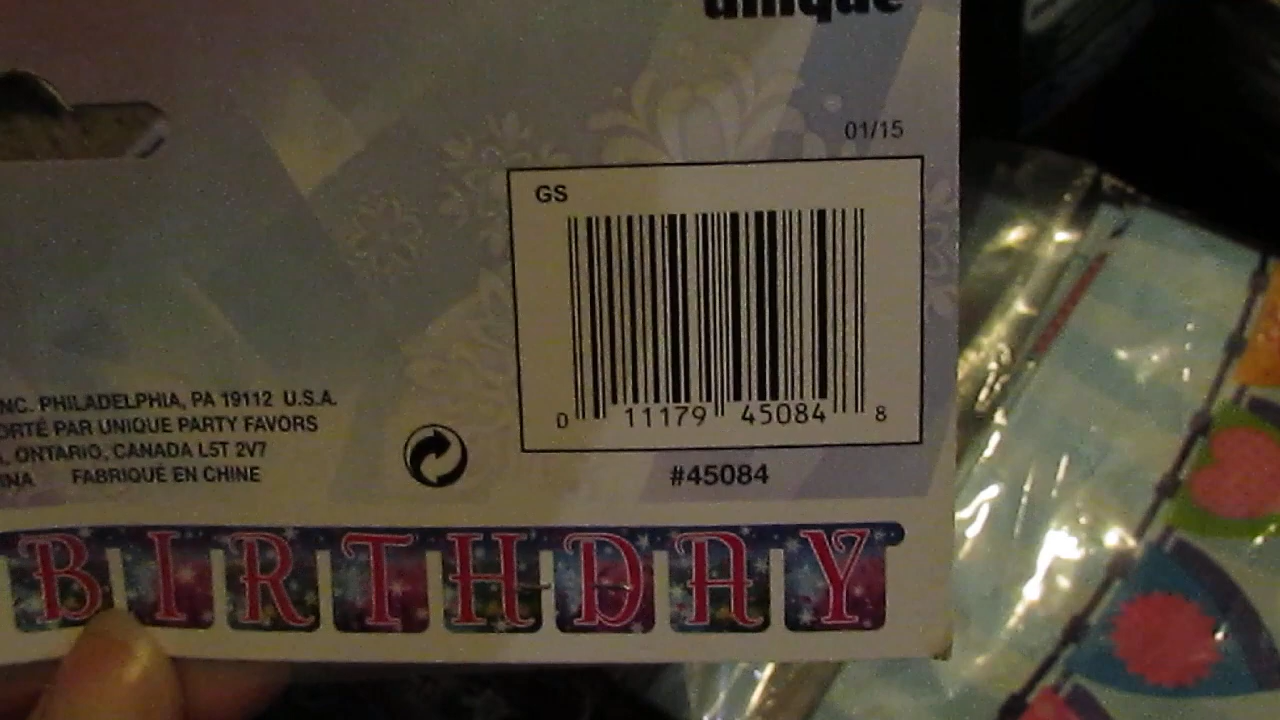 unique
01/15
GS
0 11179 45084 8
#45084
NC. PHILADELPHIA, PA 19112 U.S.A.
ORTÉ PAR UNIQUE PARTY FAVORS
, ONTARIO, CANADA L5T 2V7
INA FABRIQUÉ EN CHINE
BIRTHDAY